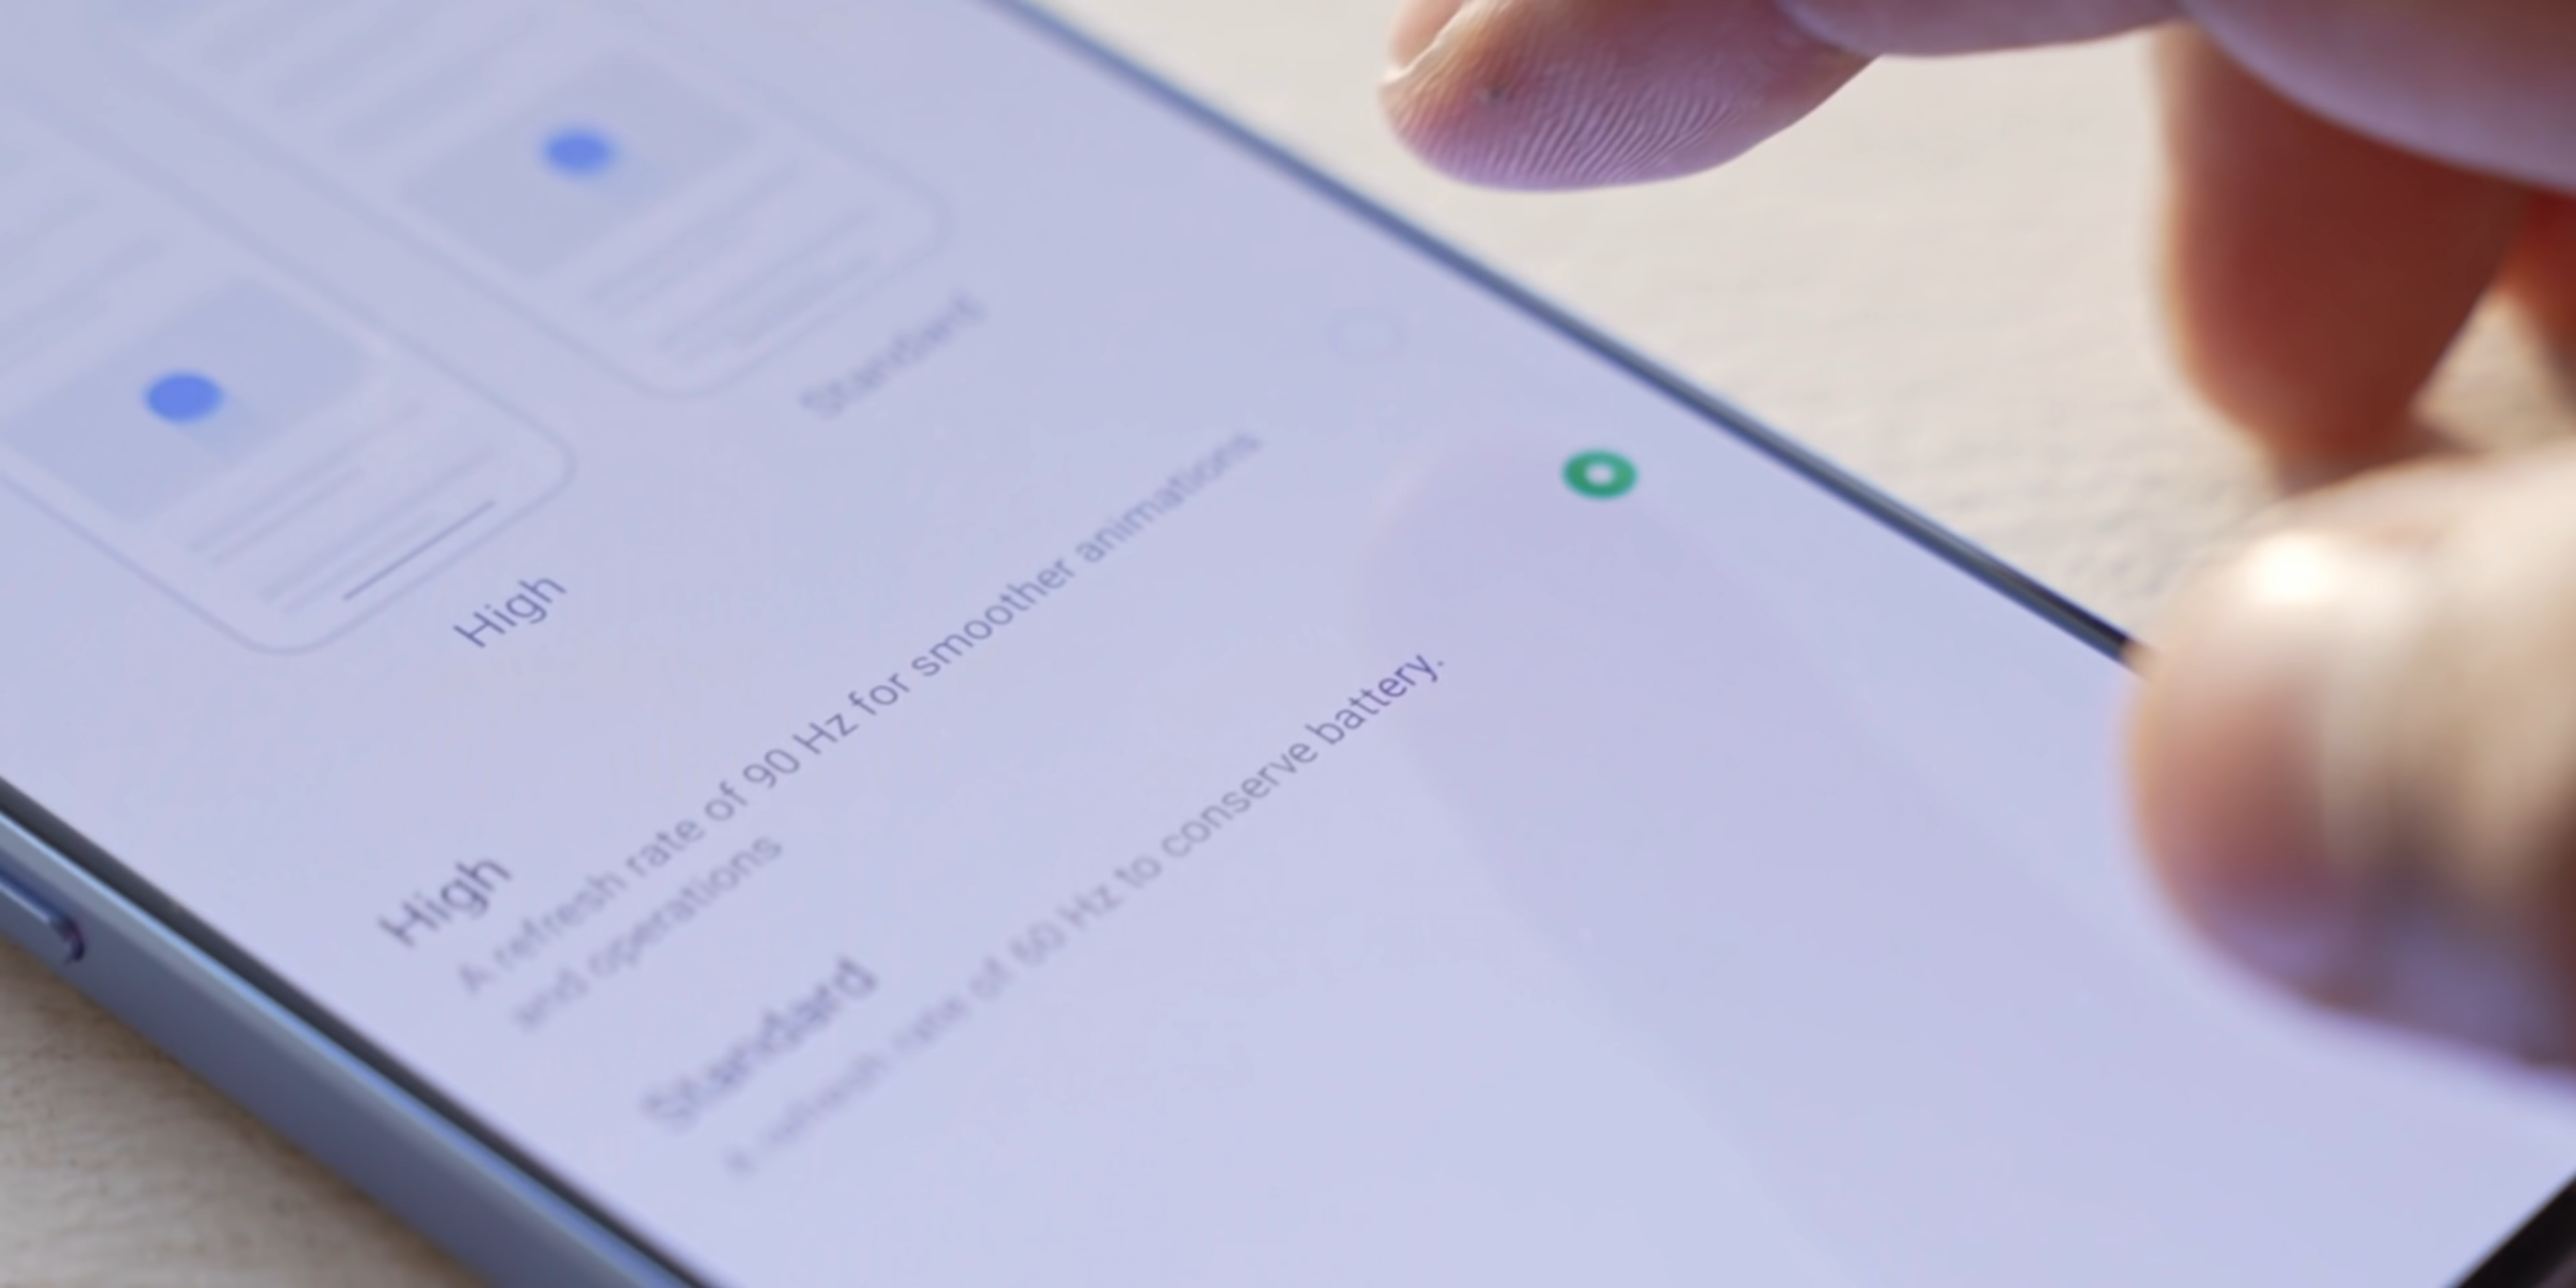 Standard
High
High
A refresh rate of 90 Hz for smoother animations
and operations
Standard
A refresh rate of 60 Hz to conserve battery.